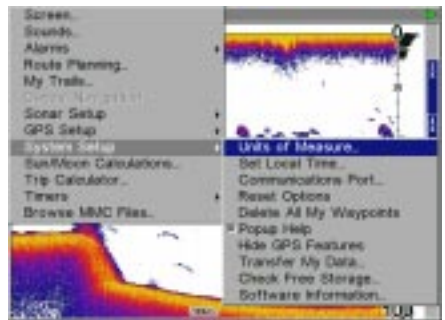 Screen...
Sounds...
Alarms
Route Planning...
My Trails...
Sonar Setup
GPS Setup
System Setup
Sun/Moon Calculations...
Trip Calculator...
Timers
Browse MMC Files...
0
Units of Measure...
Set Local Time...
Communications Port...
Reset Options
Delete All My Waypoints
Popup Help
Hide GPS Features
Transfer My Data...
Check Free Storage...
Software Information...
100